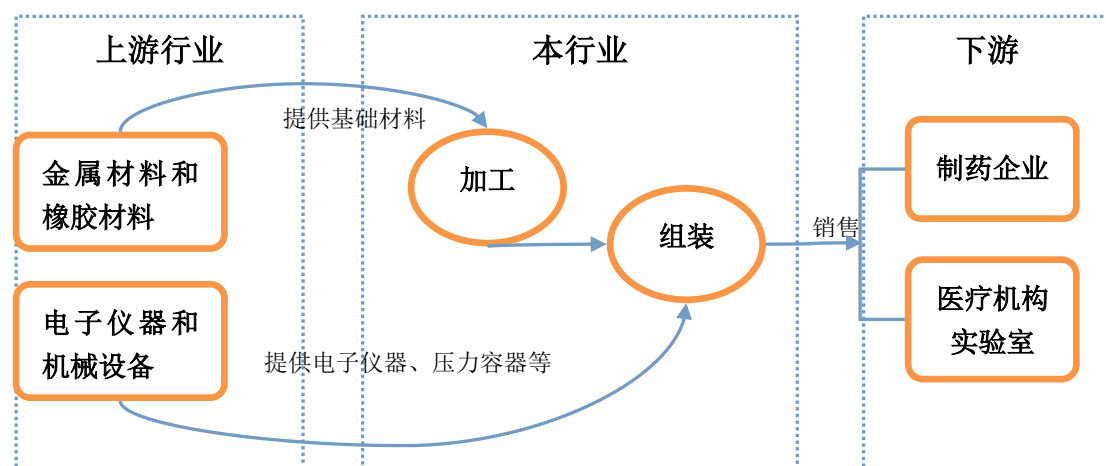 上游行业
本行业
下游
提供基础材料
金属材料和
橡胶材料
加工
组装
销售
制药企业
电子仪器和
机械设备
提供电子仪器、压力容器等
医疗机构
实验室